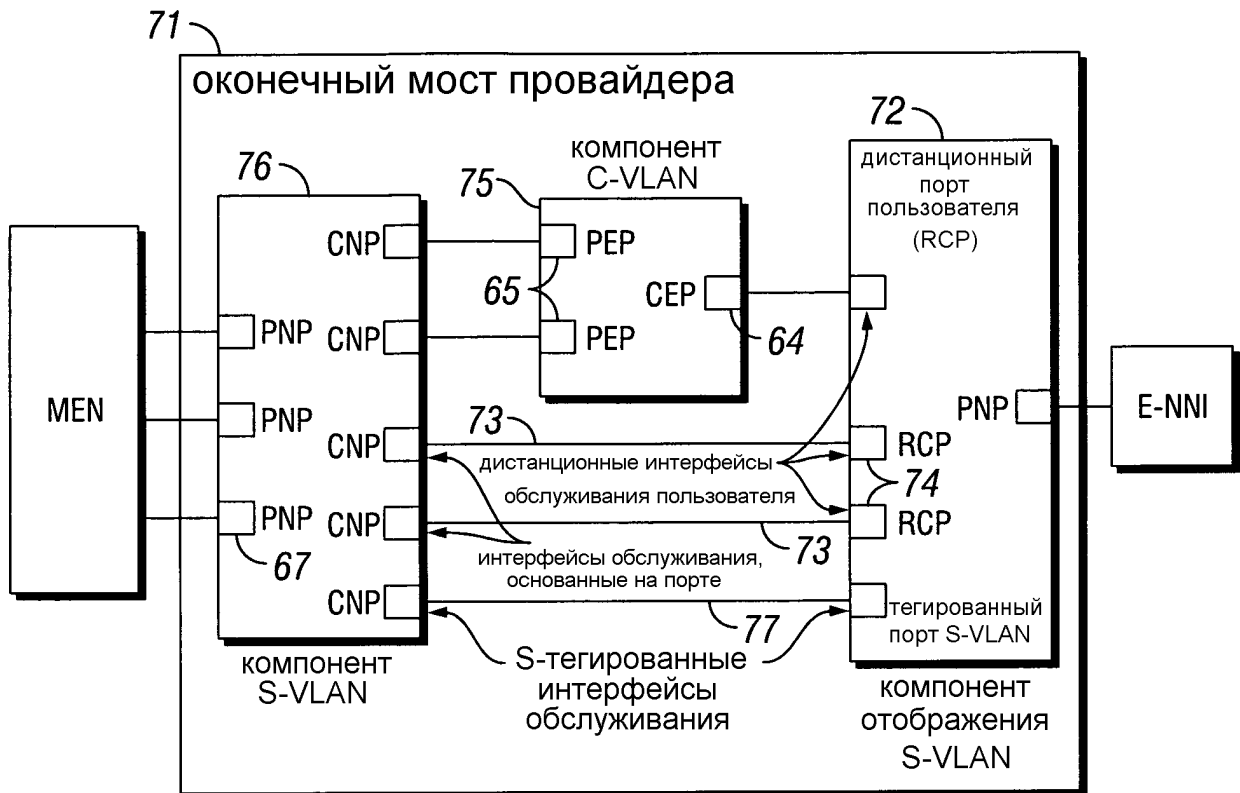 71
оконечный мост провайдера
76
компонент
C-VLAN
75
72
дистанционный
порт
пользователя
(RCP)
CNP
PEP
65
CEP
64
PNP
CNP
PEP
MEN
PNP
CNP
73
PNP
E-NNI
дистанционные интерфейсы
обслуживания пользователя
RCP
74
PNP
CNP
RCP
67
73
интерфейсы обслуживания,
основанные на порте
CNP
77
тегированный
порт S-VLAN
компонент
S-VLAN
S-тегированные
интерфейсы
обслуживания
компонент
отображения
S-VLAN